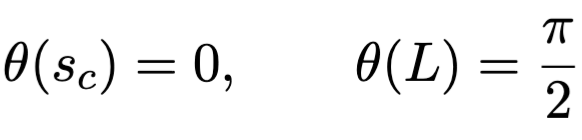 θ(s_c) = 0, θ(L) = π/2